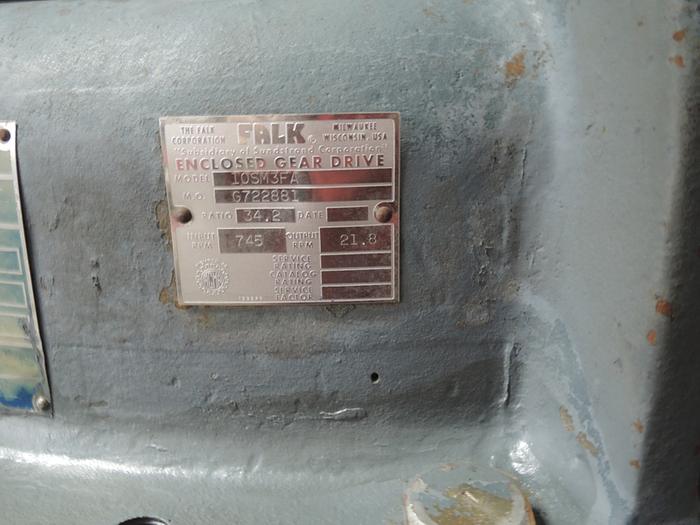 THE FALK CORPORATION FALK MILWAUKEE WISCONSIN, USA
"Subsidiary of Sundstrand Corporation"
ENCLOSED GEAR DRIVE
MODEL 10SM3FA
M.O. G722881
RATIO 34.2 DATE
INPUT RPM 745 OUTPUT RPM 21.8
SERVICE RATING
CATALOG RATING
SERVICE FACTOR